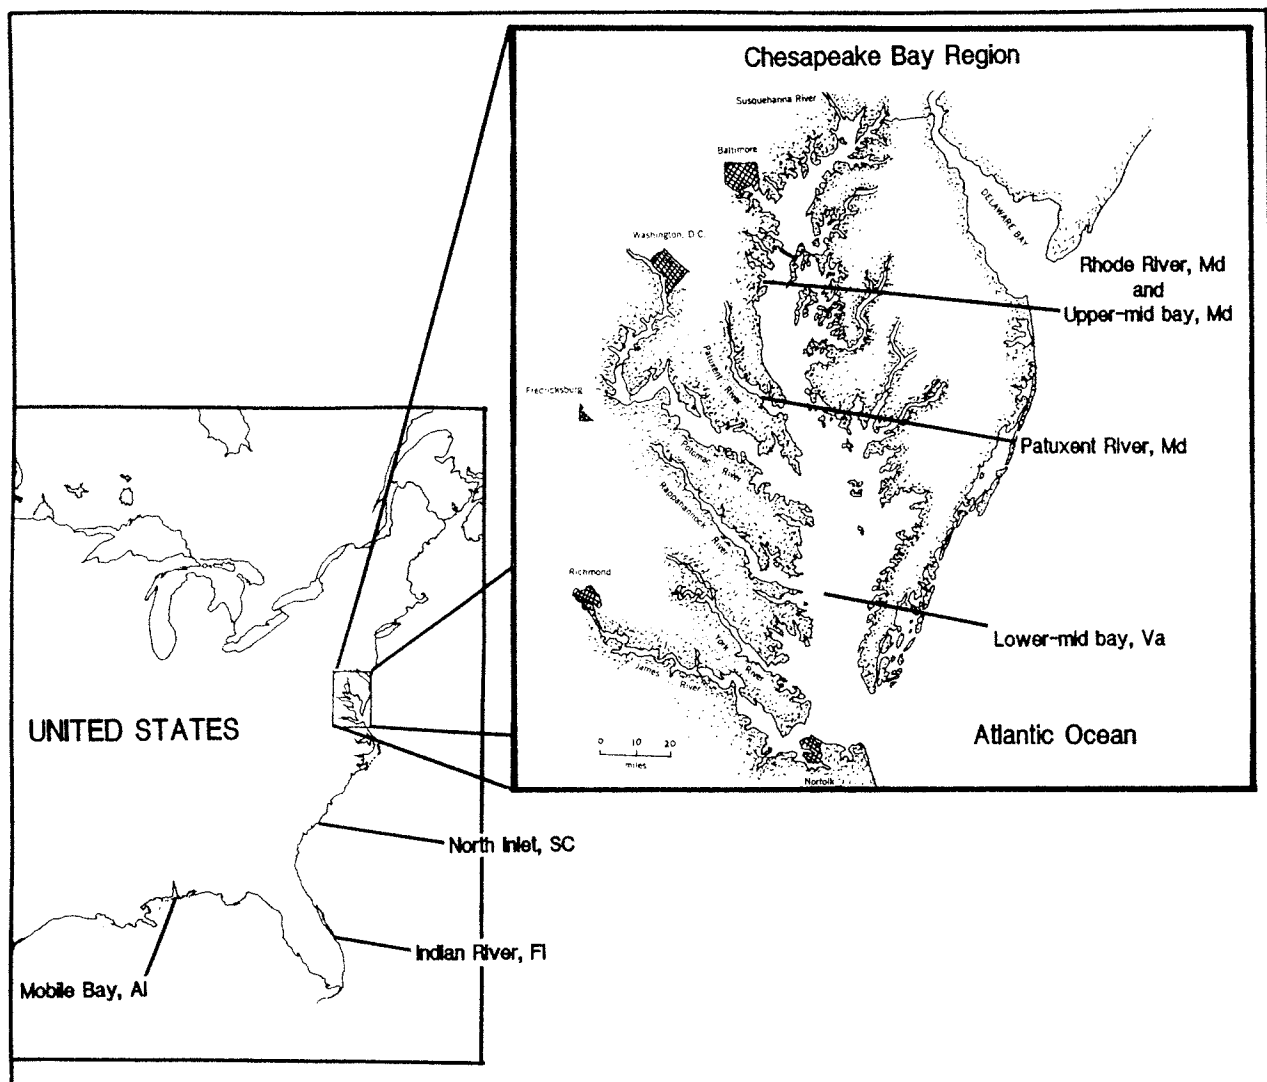 Chesapeake Bay Region
Susquehanna River
Baltimore
Washington, D.C.
DELAWARE BAY
Rhode River, Md
and
Upper-mid bay, Md
Patuxent River
Fredricksburg
Patuxent River, Md
Potomac River
Rappahannock River
Richmond
Lower-mid bay, Va
York River
James River
UNITED STATES
Atlantic Ocean
0 10 20
miles
Norfolk
North Inlet, SC
Indian River, Fl
Mobile Bay, Al